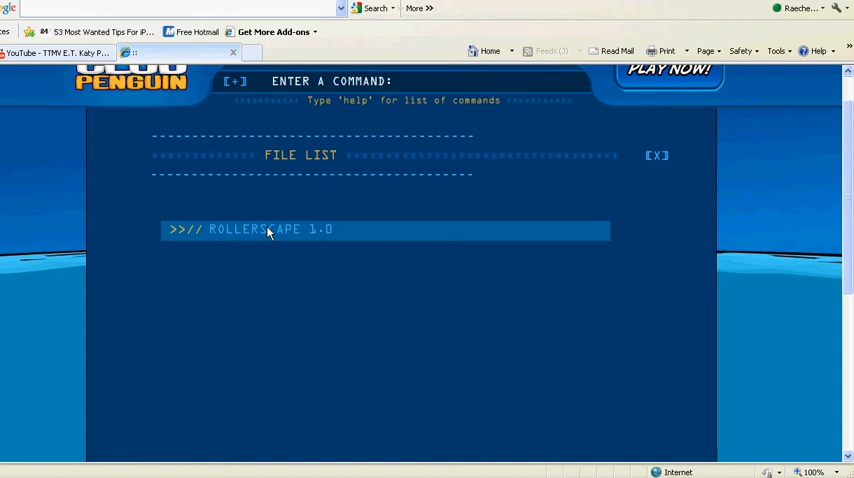 Search
More »
Raeche...
53 Most Wanted Tips For iP...
Free Hotmail
Get More Add-ons
YouTube - TTMV E.T. Katy P...
::
Home
Feeds (J)
Read Mail
Print
Page
Safety
Tools
Help
»
PENGUIN
[+] ENTER A COMMAND:
Type 'help' for list of commands
PLAY NOW!
FILE LIST
[X]
>>// ROLLERSCAPE 1.0
Internet
100%